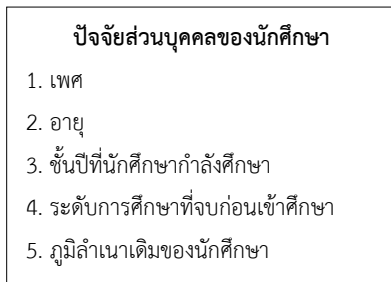 ปัจจัยส่วนบุคคลของนักศึกษา
1. เพศ
2. อายุ
3. ชั้นปีที่นักศึกษากำลังศึกษา
4. ระดับการศึกษาที่จบก่อนเข้าศึกษา
5. ภูมิลำเนาเดิมของนักศึกษา